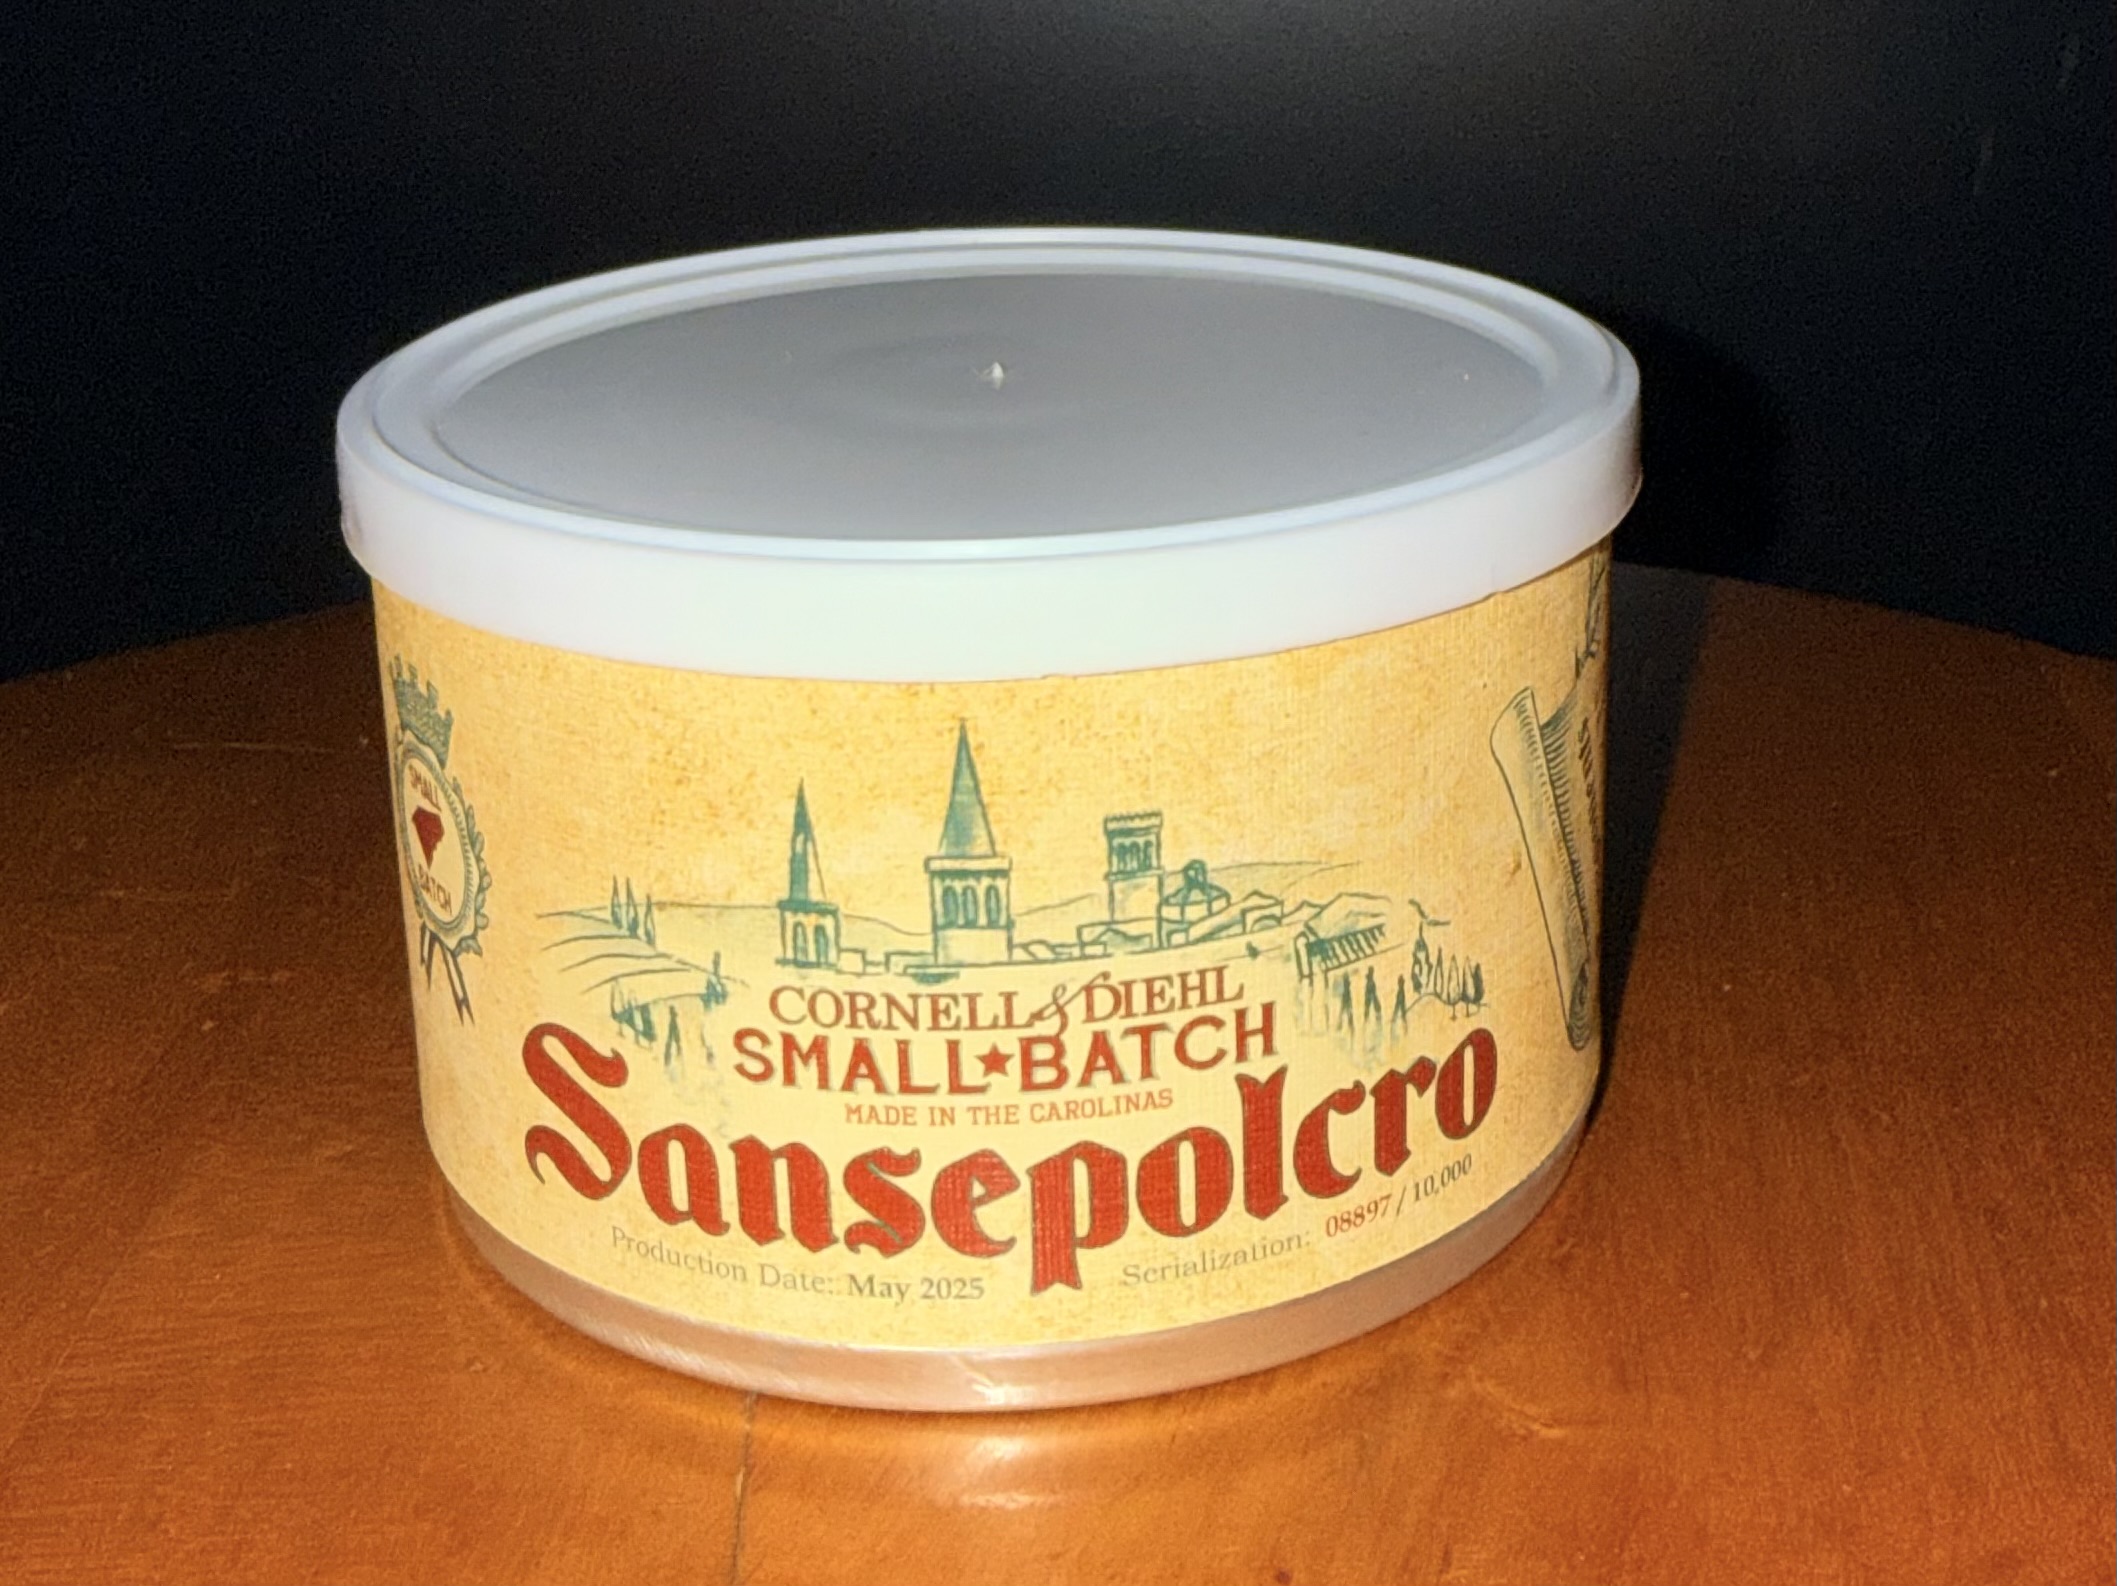 SMALL
BATCH
CORNELL & DIEHL
SMALL★BATCH
MADE IN THE CAROLINAS
Sansepolcro
Production Date: May 2025
Serialization: 08897 / 10,000